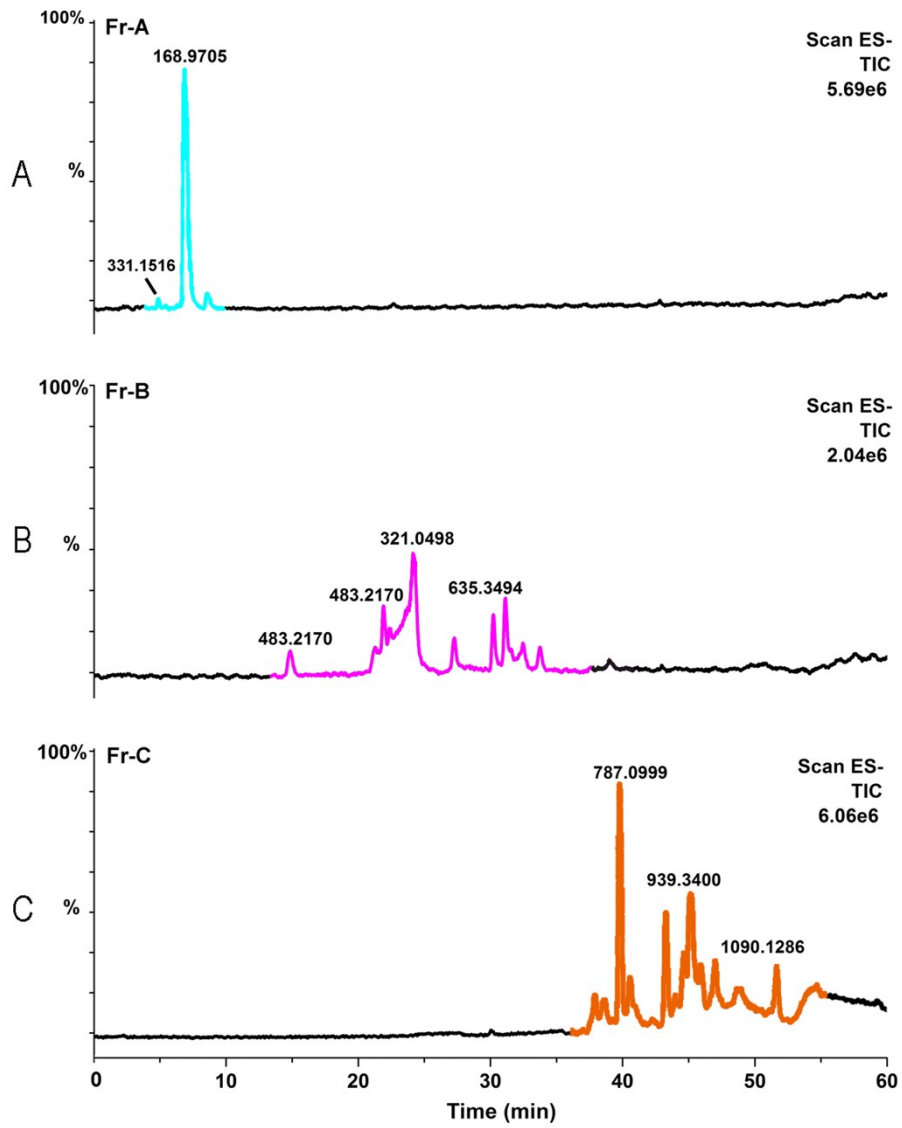 100%
Fr-A
168.9705
Scan ES-
TIC
5.69e6
A
%
331.1516
100%
Fr-B
Scan ES-
TIC
2.04e6
B
%
321.0498
483.2170
635.3494
483.2170
100%
Fr-C
787.0999
Scan ES-
TIC
6.06e6
939.3400
C
%
1090.1286
0 10 20 30 40 50 60
Time (min)